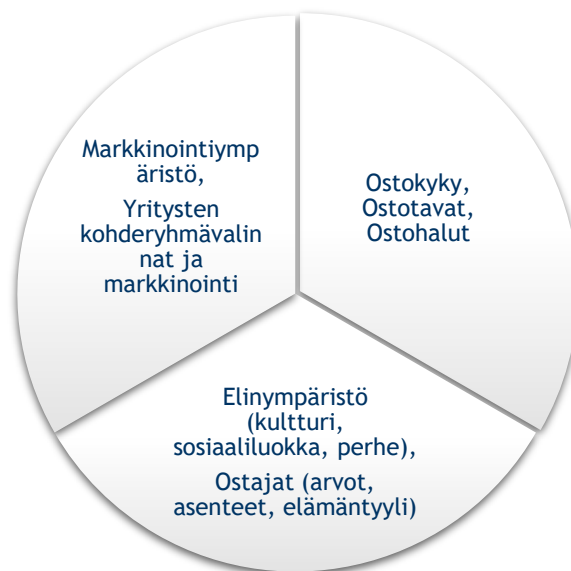 Markkinointiymp
äristö,
Yritysten
kohderyhmävalin
nat ja
markkinointi
Ostokyky,
Ostotavat,
Ostohalut
Elinympäristö
(kultturi,
sosiaaliluokka, perhe),
Ostajat (arvot,
asenteet, elämäntyyli)